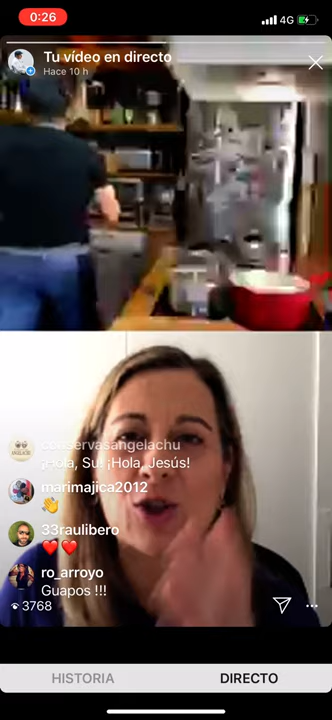 0:26
4G
Tu vídeo en directo
Hace 10 h
conservasangelachu
¡Hola, Su! ¡Hola, Jesús!
marimajica2012
👋
33raulibero
❤️❤️
ro_arroyo
Guapos !!!
3768
HISTORIA
DIRECTO